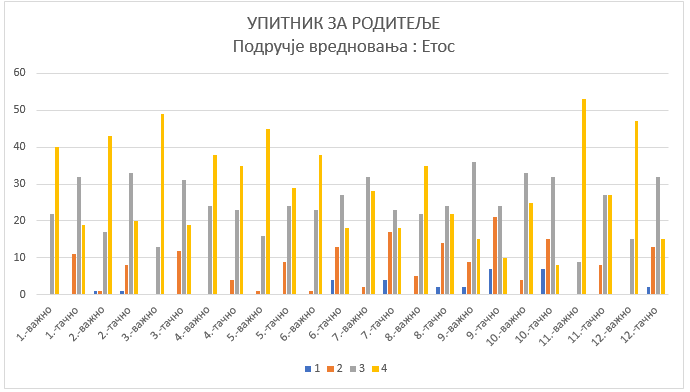 УПИТНИК ЗА РОДИТЕЉЕ
Подручје вредновања : Етос
60
50
40
30
20
10
0
1.-важно
1.-тачно
2.-важно
2.-тачно
3.-важно
3.-тачно
4.-важно
4.-тачно
5.-важно
5.-тачно
6.-важно
6.-тачно
7.-важно
7.-тачно
8.-важно
8.-тачно
9.-важно
9.-тачно
10.-важно
10.-тачно
11.-важно
11.-тачно
12.-важно
12.-тачно
1 2 3 4